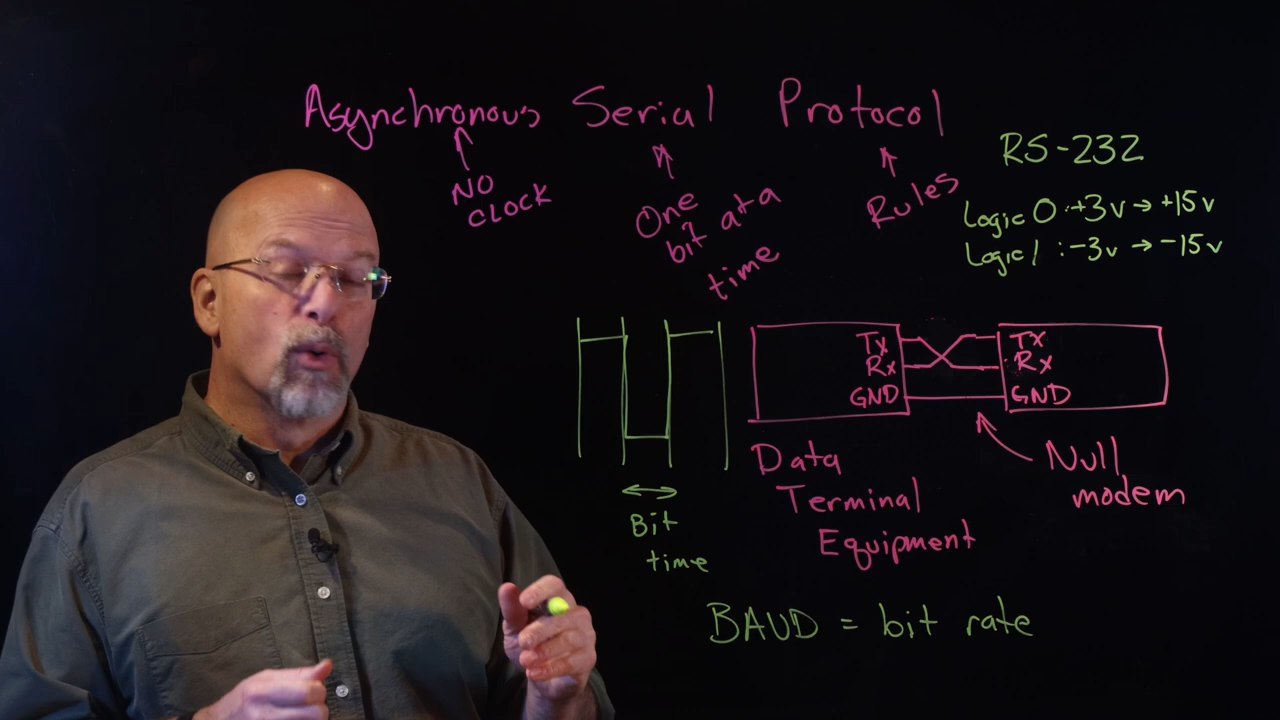 Asynchronous Serial Protocol
NO
CLOCK
One
bit at a
time
Rules
RS-232
Logic 0 : +3v → +15v
Logic 1 : -3v → -15v
Bit
time
Tx
Rx
GND
Tx
Rx
GND
Data
Terminal
Equipment
Null
modem
BAUD = bit rate